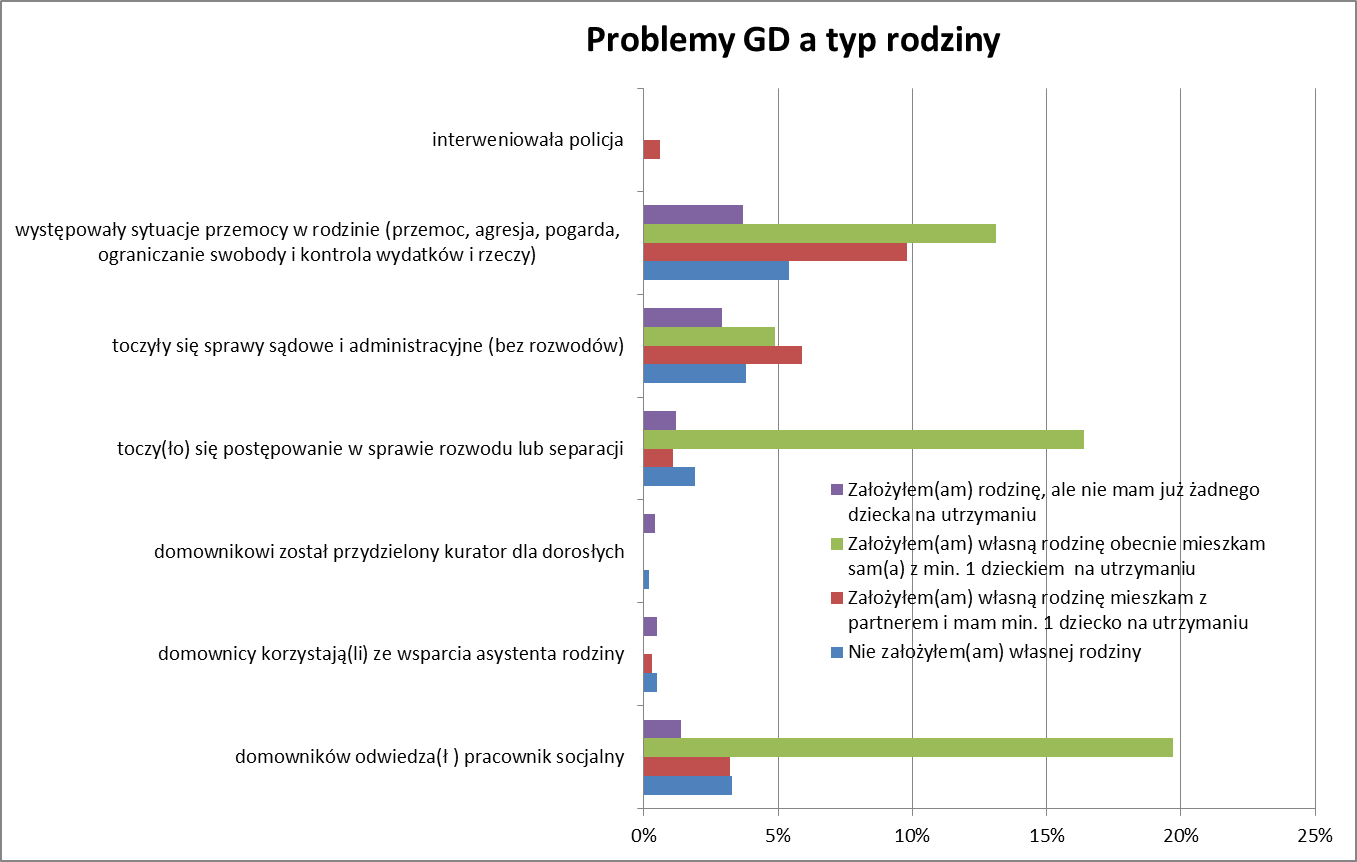 Problemy GD a typ rodziny
interweniowała policja
występowały sytuacje przemocy w rodzinie (przemoc, agresja, pogarda,
ograniczanie swobody i kontrola wydatków i rzeczy)
toczyły się sprawy sądowe i administracyjne (bez rozwodów)
toczy(ło) się postępowanie w sprawie rozwodu lub separacji
domownikowi został przydzielony kurator dla dorosłych
domownicy korzystają(li) ze wsparcia asystenta rodziny
domowników odwiedza(ł ) pracownik socjalny
Założyłem(am) rodzinę, ale nie mam już żadnego
dziecka na utrzymaniu
Założyłem(am) własną rodzinę obecnie mieszkam
sam(a) z min. 1 dzieckiem  na utrzymaniu
Założyłem(am) własną rodzinę mieszkam z
partnerem i mam min. 1 dziecko na utrzymaniu
Nie założyłem(am) własnej rodziny
0% 5% 10% 15% 20% 25%